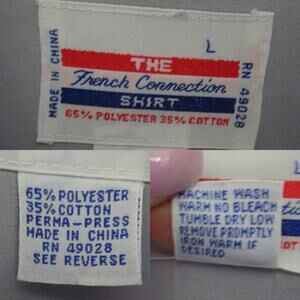 L
THE
French Connection
SHIRT
65% POLYESTER 35% COTTON
MADE IN CHINA
RN 49028
65% POLYESTER
35% COTTON
PERMA-PRESS
MADE IN CHINA
RN 49028
SEE REVERSE
MACHINE WASH
WARM NO BLEACH
TUMBLE DRY LOW
REMOVE PROMPTLY
IRON WARM IF
DESIRED